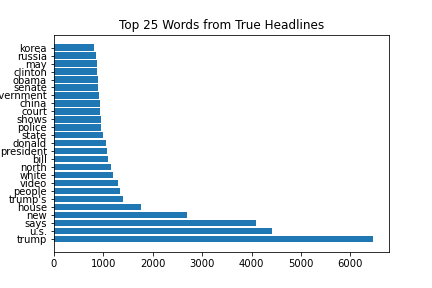 Top 25 Words from True Headlines
korea
russia
may
clinton
obama
senate
vernment
china
court
shows
police
state
donald
president
bill
north
white
video
people
trump's
house
new
says
u.s.
trump
0 1000 2000 3000 4000 5000 6000